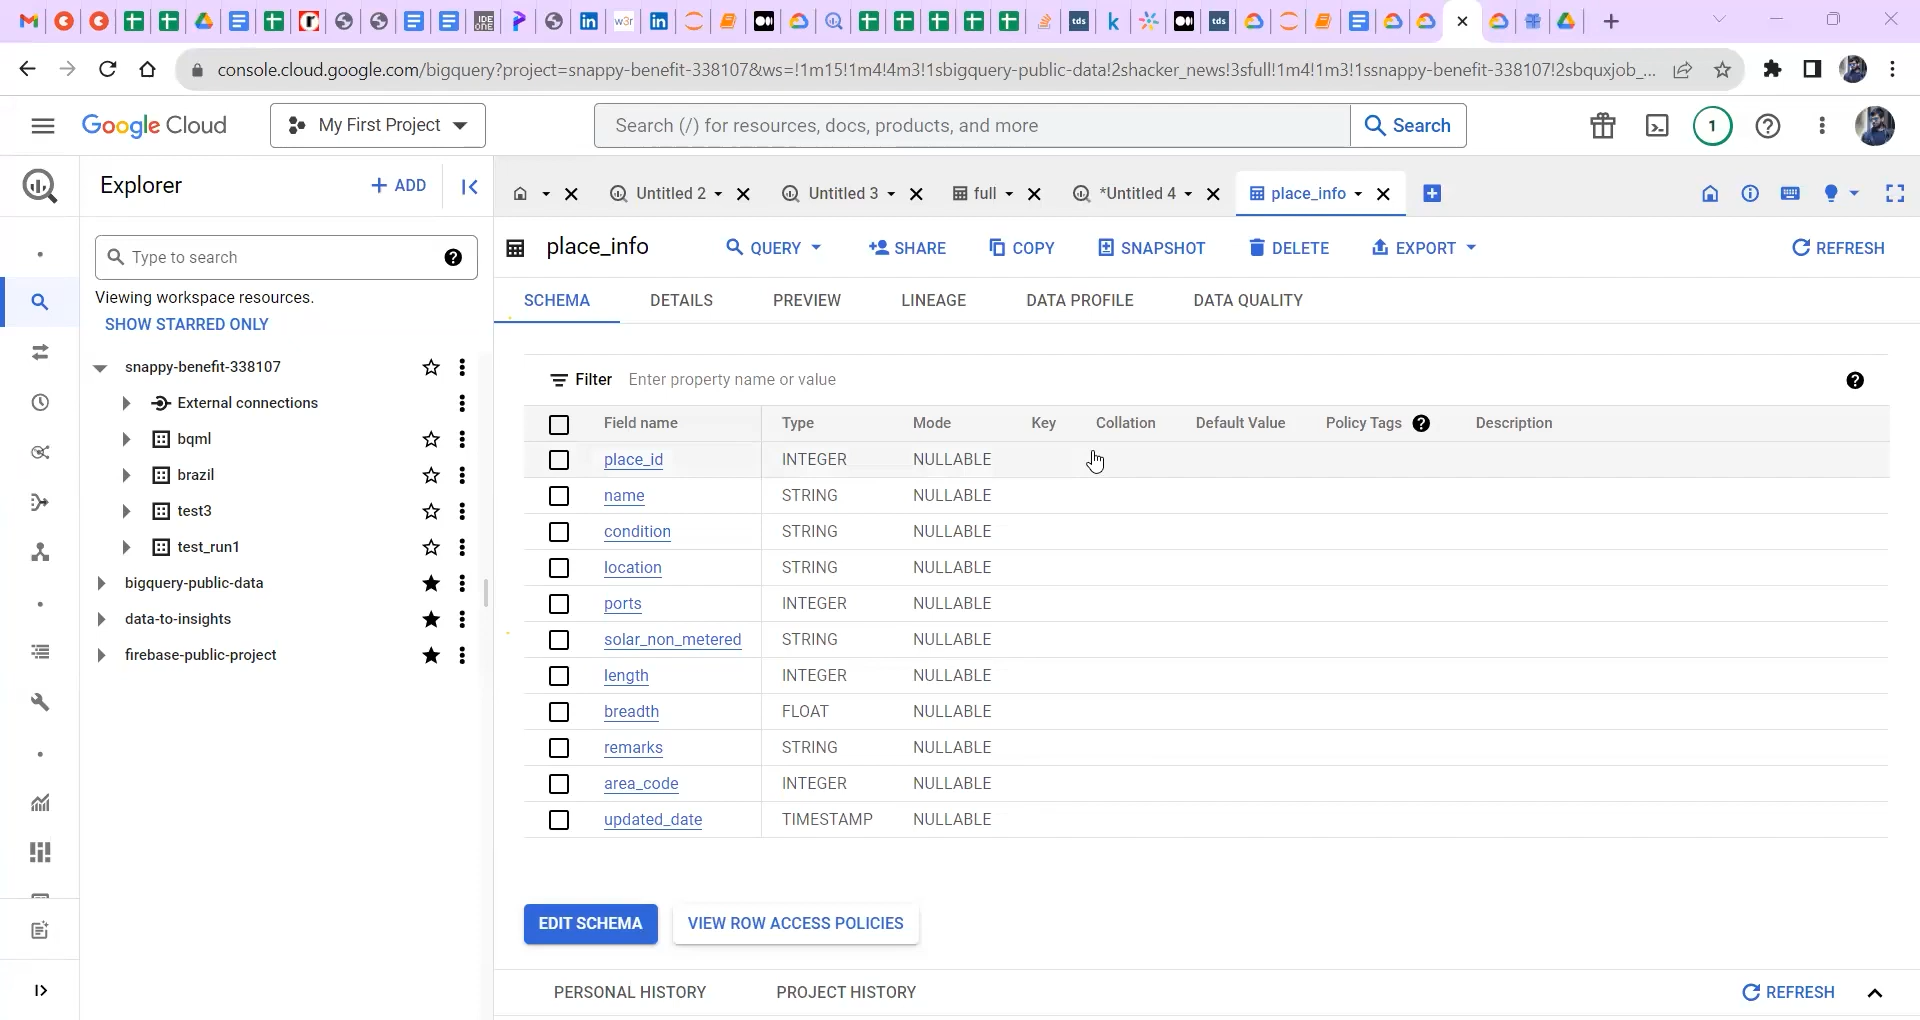 console.cloud.google.com/bigquery?project=snappy-benefit-338107&ws=!1m15!1m4!4m3!1sbigquery-public-data!2shacker_news!3sfull!1m4!1m3!1ssnappy-benefit-338107!2sbquxjob_...
Google Cloud
My First Project
Search (/) for resources, docs, products, and more
Search
1
Explorer
+ ADD
Untitled 2
Untitled 3
full
*Untitled 4
place_info
Type to search
Viewing workspace resources.
SHOW STARRED ONLY
snappy-benefit-338107
External connections
bqml
brazil
test3
test_run1
bigquery-public-data
data-to-insights
firebase-public-project
place_info
QUERY
SHARE
COPY
SNAPSHOT
DELETE
EXPORT
REFRESH
SCHEMA DETAILS PREVIEW LINEAGE DATA PROFILE DATA QUALITY
Filter Enter property name or value
Field name Type Mode Key Collation Default Value Policy Tags Description
place_id INTEGER NULLABLE
name STRING NULLABLE
condition STRING NULLABLE
location STRING NULLABLE
ports INTEGER NULLABLE
solar_non_metered STRING NULLABLE
length INTEGER NULLABLE
breadth FLOAT NULLABLE
remarks STRING NULLABLE
area_code INTEGER NULLABLE
updated_date TIMESTAMP NULLABLE
EDIT SCHEMA
VIEW ROW ACCESS POLICIES
PERSONAL HISTORY PROJECT HISTORY
REFRESH